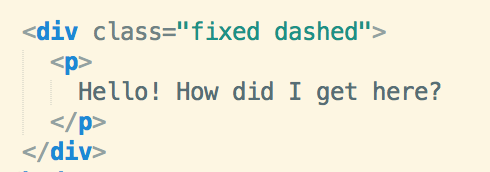 <div class="fixed dashed">
<p>
Hello! How did I get here?
</p>
</div>